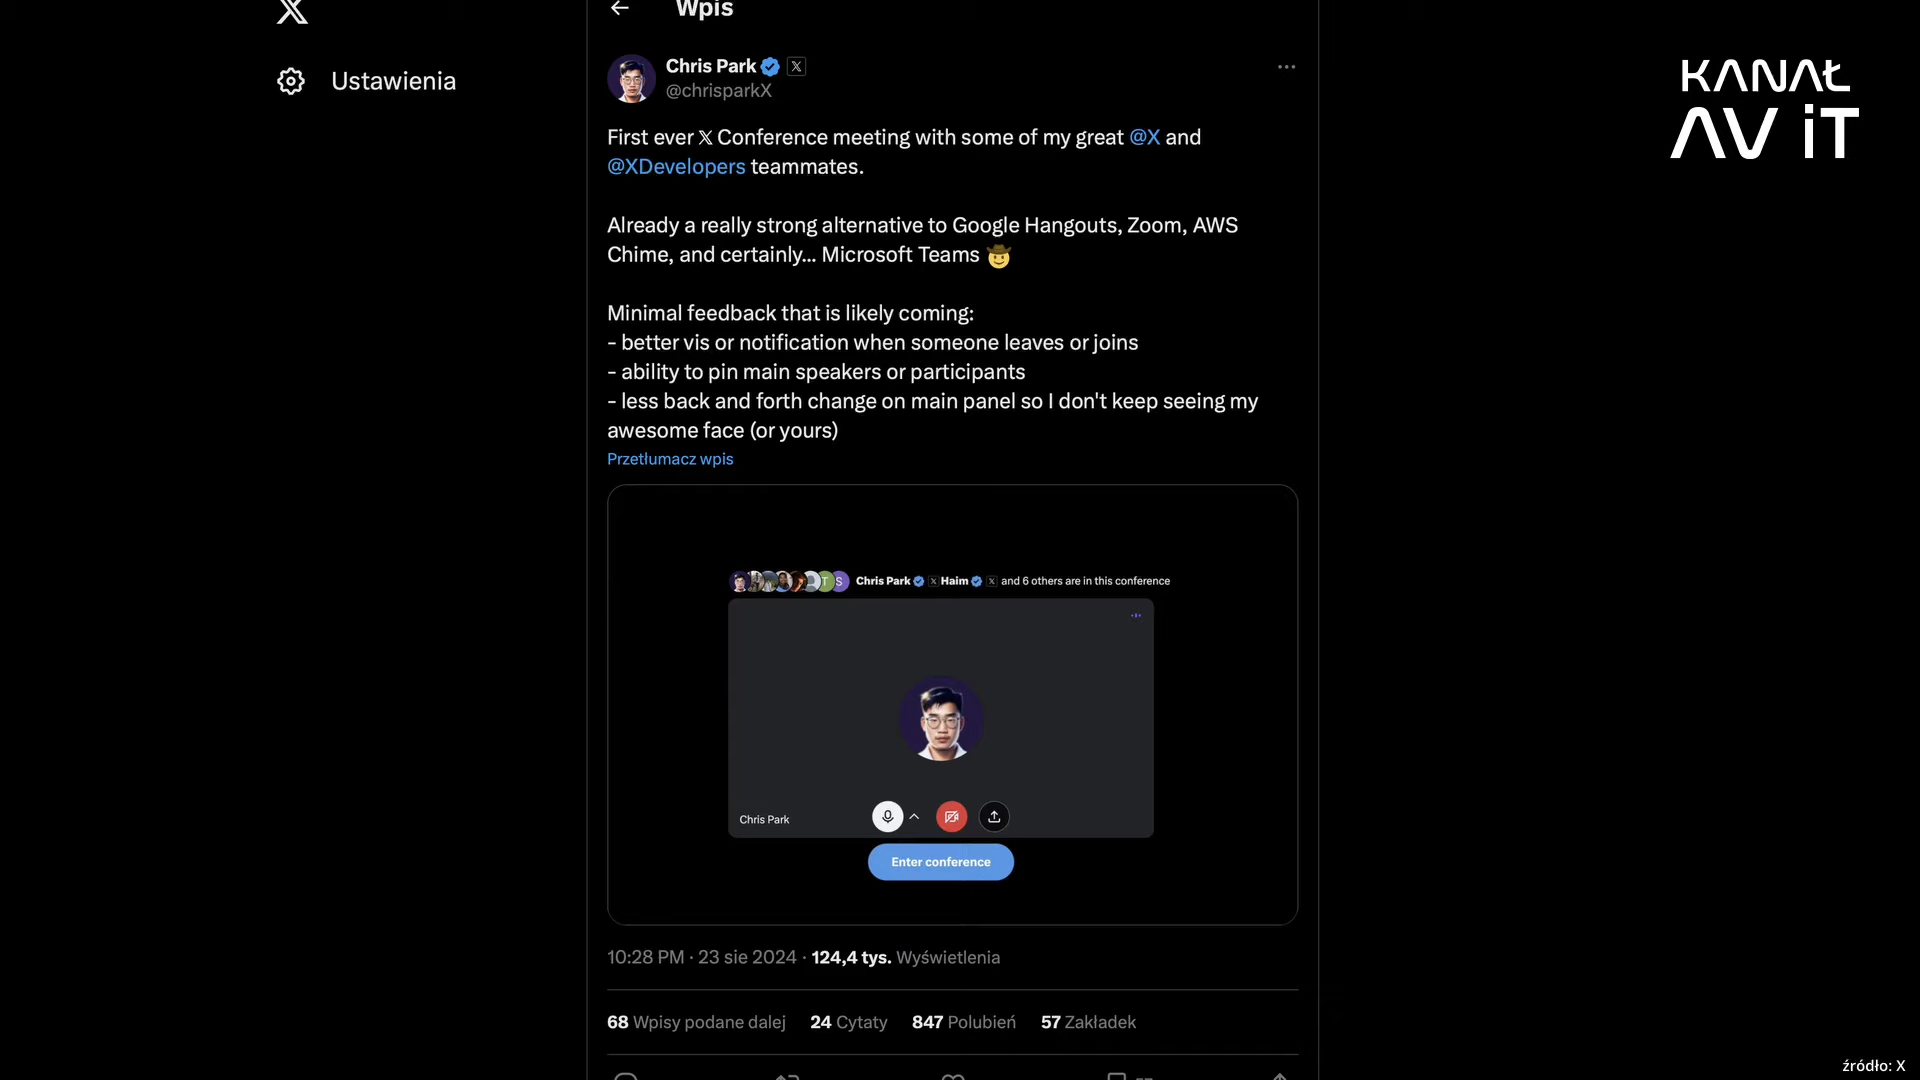 Wpis
Ustawienia
Chris Park
@chrisparkX
First ever 𝕏 Conference meeting with some of my great @X and
@XDevelopers teammates.
Already a really strong alternative to Google Hangouts, Zoom, AWS
Chime, and certainly... Microsoft Teams 🤠
Minimal feedback that is likely coming:
- better vis or notification when someone leaves or joins
- ability to pin main speakers or participants
- less back and forth change on main panel so I don't keep seeing my
awesome face (or yours)
Przetłumacz wpis
T S Chris Park Haim and 6 others are in this conference
Chris Park
Enter conference
10:28 PM · 23 sie 2024 · 124,4 tys. Wyświetlenia
68 Wpisy podane dalej 24 Cytaty 847 Polubień 57 Zakładek
KANAŁ
AV iT
źródło: X